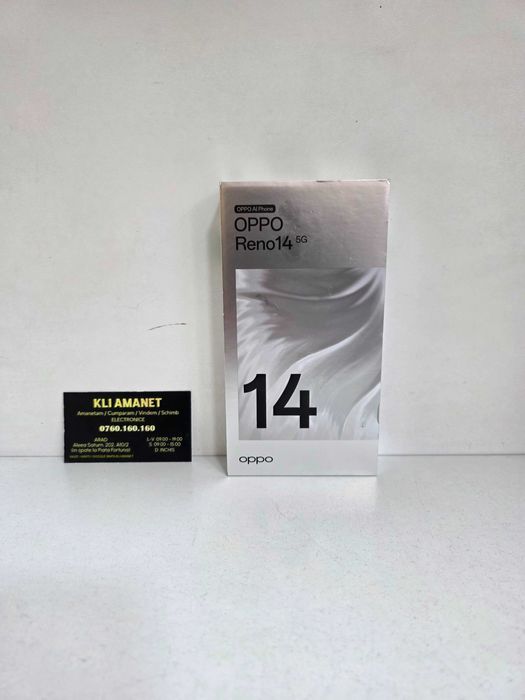 KLI AMANET
Amanetam / Cumparam / Vindem / Schimb
ELECTRONICE
0760.160.160
ARAD
Aleea Saturn, 202, A10/2
(in spate la Piata Fortuna)
L-V 09:00 - 19:00
S: 09:00 - 15:00
D: INCHIS
OPPO AI Phone
OPPO
Reno14 5G
14
oppo